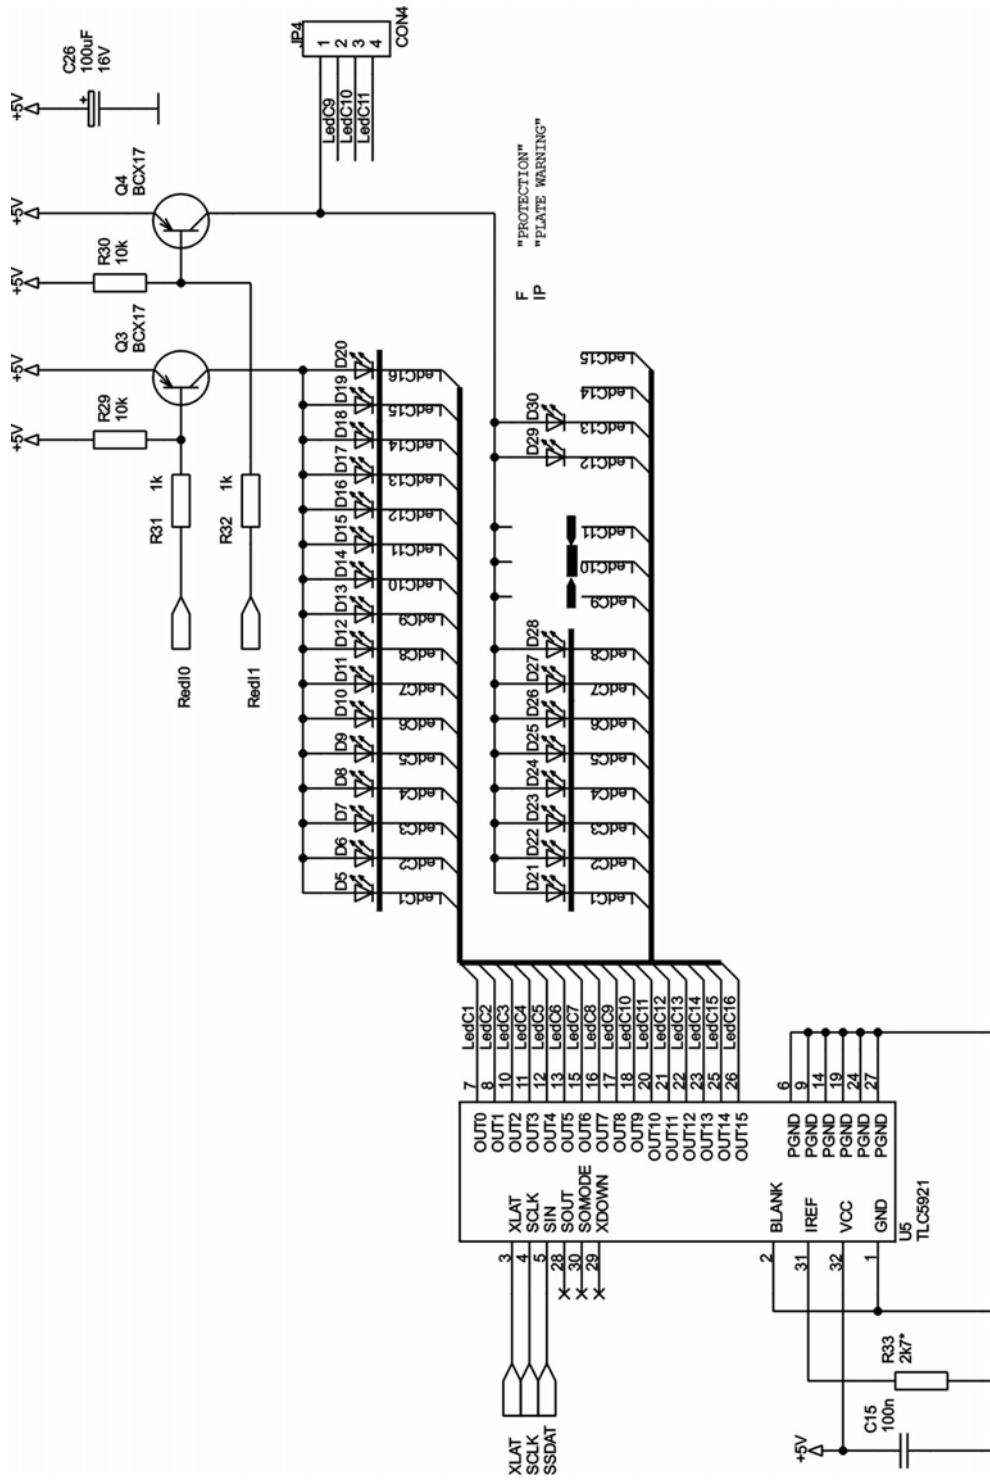 +5V
C26
100uF
16V
JP4
1
2
3
4
CON4
LedC9
LedC10
LedC11
+5V
Q4
BCX17
+5V
R30
10k
+5V
Q3
BCX17
+5V
R29
10k
R31
1k
R32
1k
RedI0
RedI1
"PROTECTION"
"PLATE WARNING"
F
IP
D5
D6
D7
D8
D9
D10
D11
D12
D13
D14
D15
D16
D17
D18
D19
D20
LedC1
LedC2
LedC3
LedC4
LedC5
LedC6
LedC7
LedC8
LedC9
LedC10
LedC11
LedC12
LedC13
LedC14
LedC15
LedC16
D21
D22
D23
D24
D25
D26
D27
D28
D29
D30
LedC1
LedC2
LedC3
LedC4
LedC5
LedC6
LedC7
LedC8
LedC9
LedC10
LedC11
LedC12
LedC13
LedC14
LedC15
LedC1
LedC2
LedC3
LedC4
LedC5
LedC6
LedC7
LedC8
LedC9
LedC10
LedC11
LedC12
LedC13
LedC14
LedC15
LedC16
7
8
10
11
12
13
15
16
17
18
20
21
22
23
25
26
6
9
14
19
24
27
OUT0
OUT1
OUT2
OUT3
OUT4
OUT5
OUT6
OUT7
OUT8
OUT9
OUT10
OUT11
OUT12
OUT13
OUT14
OUT15
PGND
PGND
PGND
PGND
PGND
PGND
XLAT
SCLK
SIN
SOUT
SOMODE
XDOWN
BLANK
IREF
VCC
GND
U5
TLC5921
3
4
5
28
30
29
2
31
32
1
XLAT
SCLK
SSDAT
R33
2k7*
C15
100n
+5V